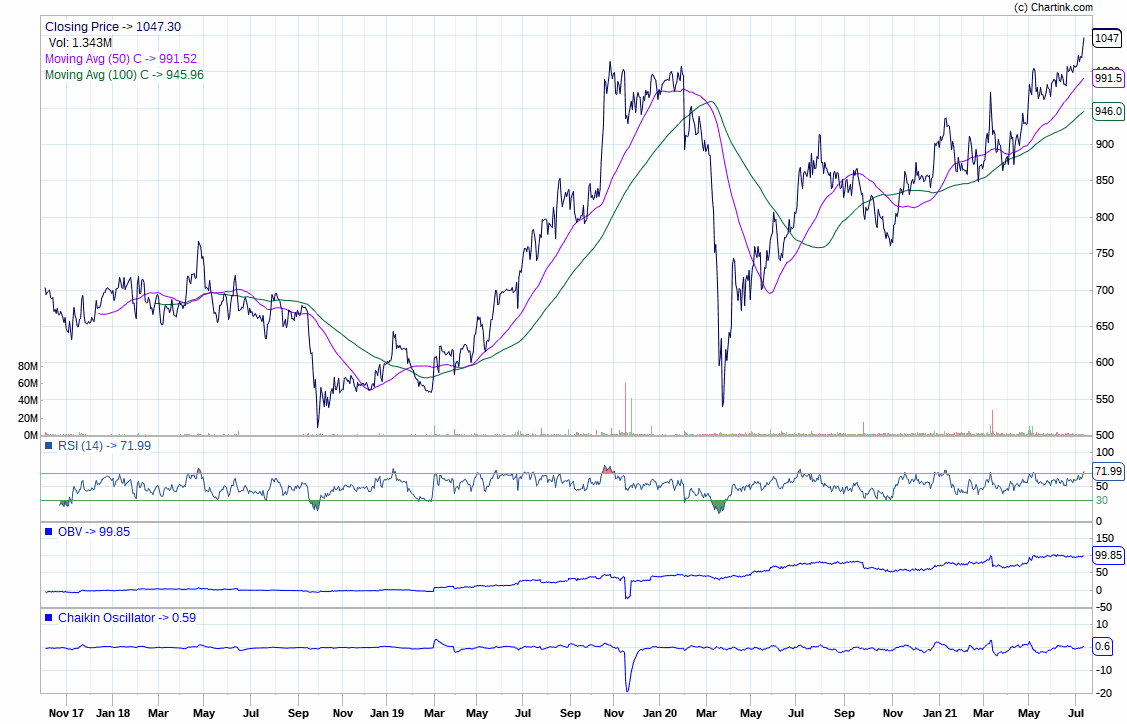 (c) Chartink.com
Closing Price -> 1047.30
Vol: 1.343M
Moving Avg (50) C -> 991.52
Moving Avg (100) C -> 945.96
1047
991.5
946.0
900
850
800
750
700
650
600
550
500
80M
60M
40M
20M
0M
RSI (14) -> 71.99
100
71.99
50
30
0
OBV -> 99.85
150
99.85
50
0
-50
Chaikin Oscillator -> 0.59
10
0.6
-10
-20
Nov 17 Jan 18 Mar May Jul Sep Nov Jan 19 Mar May Jul Sep Nov Jan 20 Mar May Jul Sep Nov Jan 21 Mar May Jul